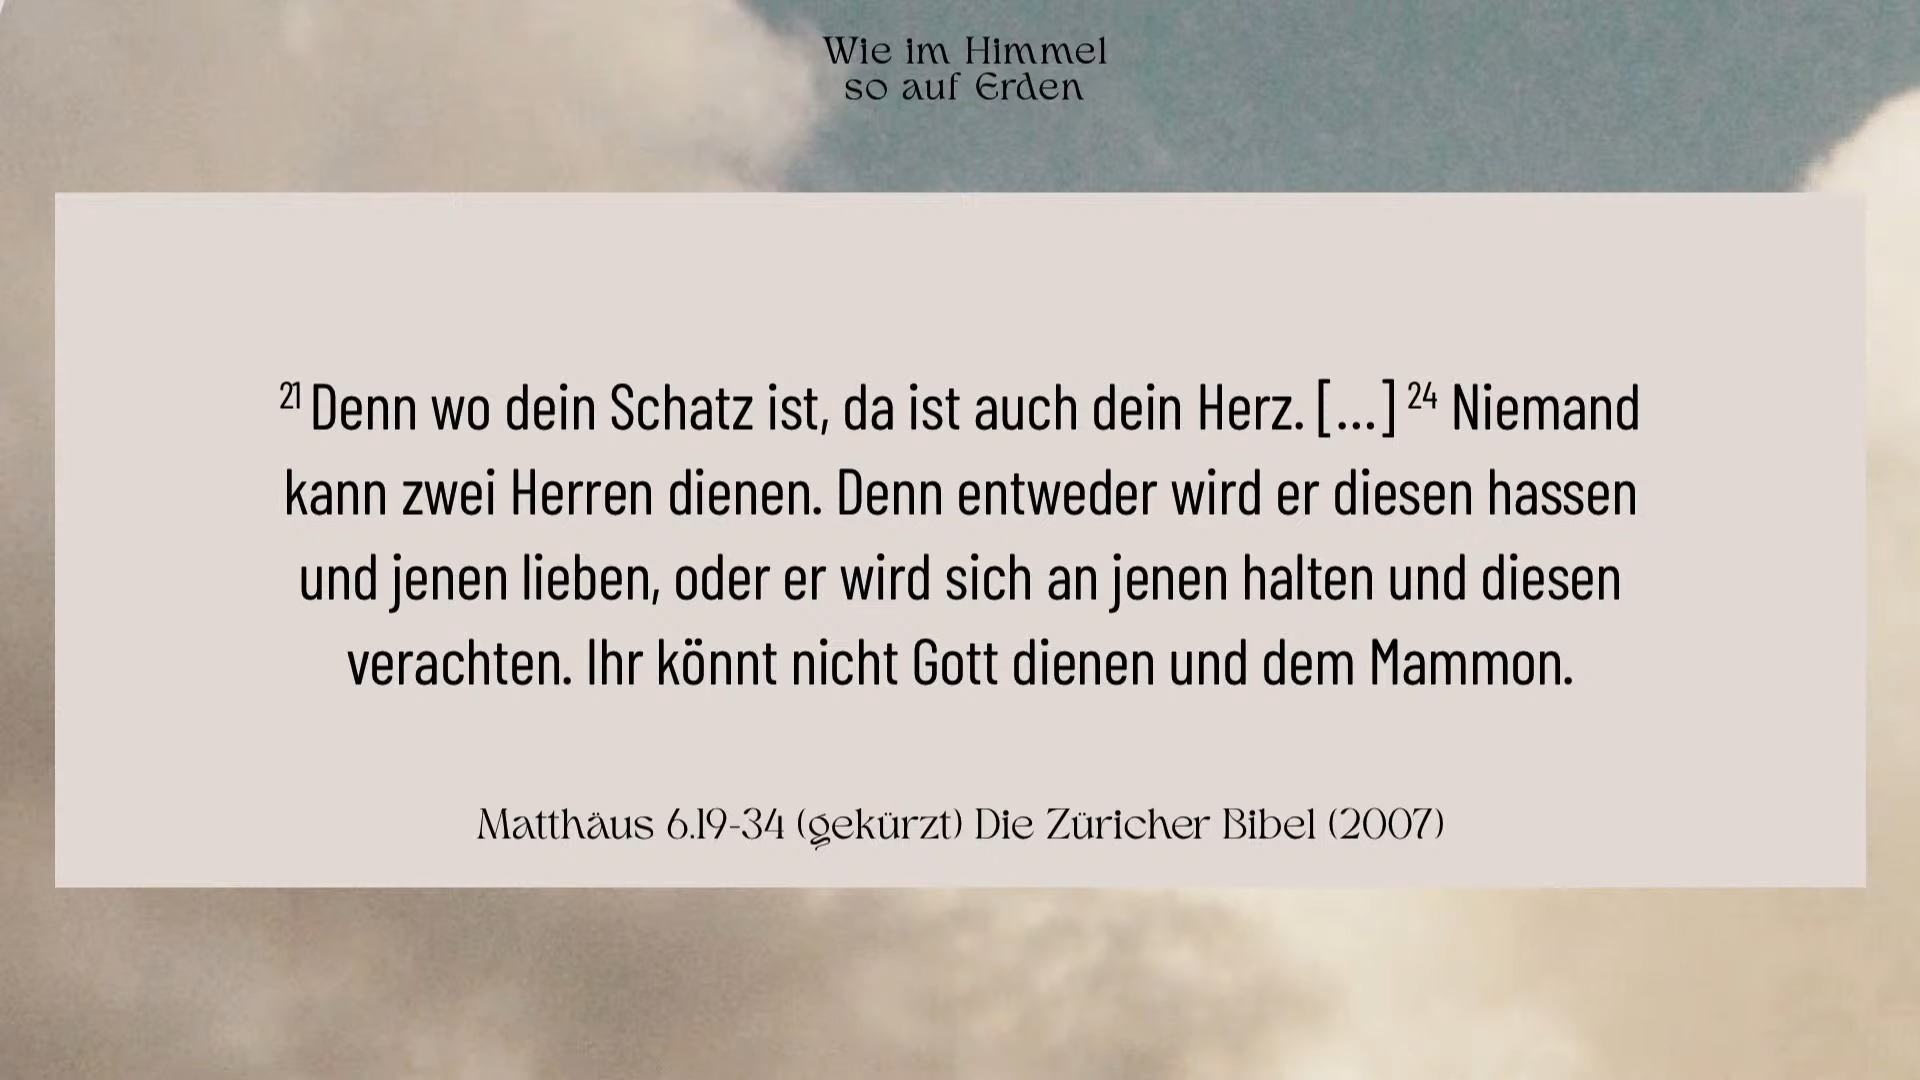 Wie im Himmel
so auf Erden
21 Denn wo dein Schatz ist, da ist auch dein Herz. [...] 24 Niemand
kann zwei Herren dienen. Denn entweder wird er diesen hassen
und jenen lieben, oder er wird sich an jenen halten und diesen
verachten. Ihr könnt nicht Gott dienen und dem Mammon.
Matthäus 6.19-34 (gekürzt) Die Züricher Bibel (2007)